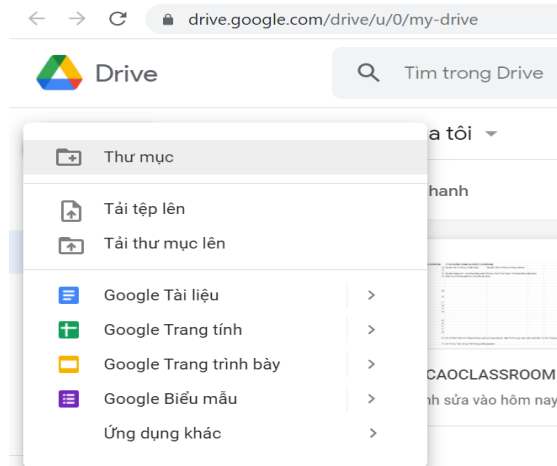 drive.google.com/drive/u/0/my-drive
Drive
Tìm trong Drive
a tôi
Thư mục
hanh
Tải tệp lên
Tải thư mục lên
Google Tài liệu
Google Trang tính
Google Trang trình bày
CAOCLASSROOM
Google Biểu mẫu
nh sửa vào hôm nay
Ứng dụng khác